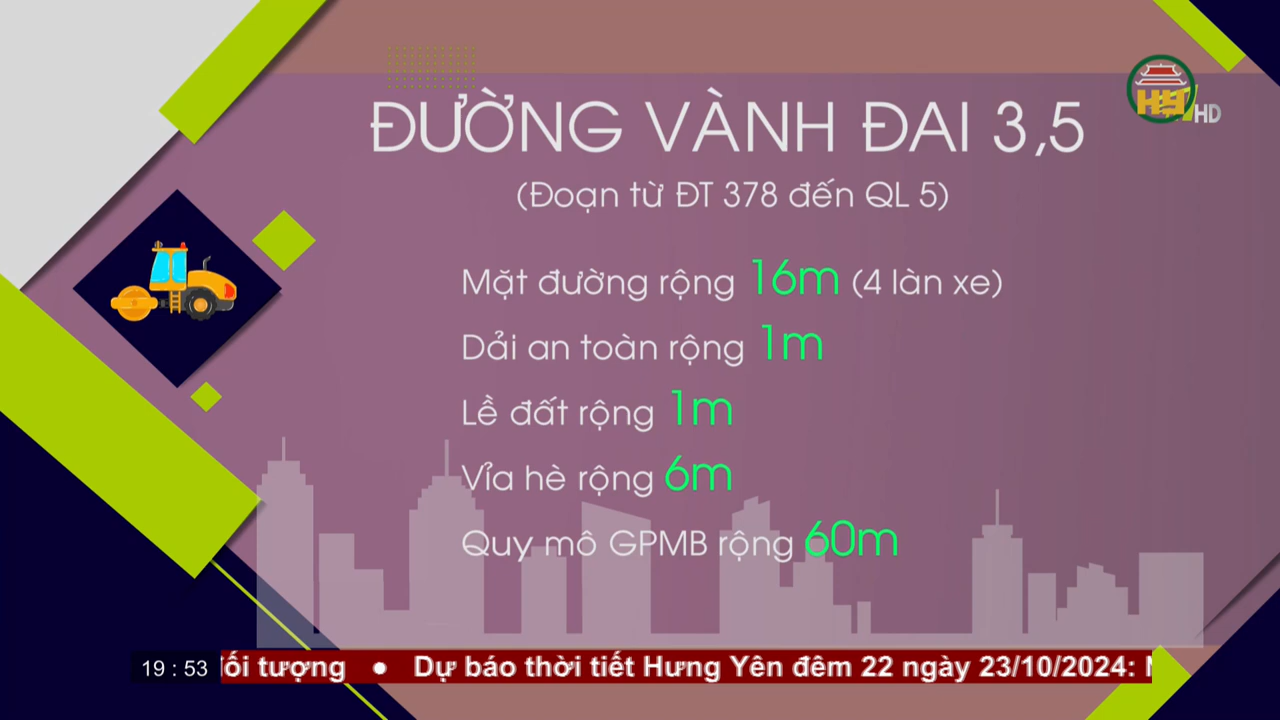 HY HD
ĐƯỜNG VÀNH ĐAI 3,5
(Đoạn từ ĐT 378 đến QL 5)
Mặt đường rộng 16m (4 làn xe)
Dải an toàn rộng 1m
Lề đất rộng 1m
Vỉa hè rộng 6m
Quy mô GPMB rộng 60m
19 : 53 đối tượng • Dự báo thời tiết Hưng Yên đêm 22 ngày 23/10/2024: